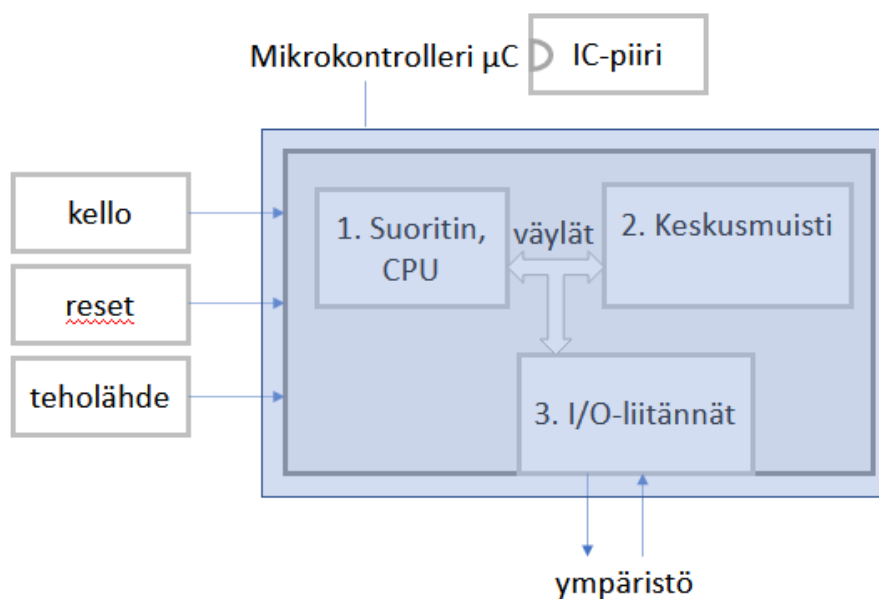 Mikrokontrolleri µC
IC-piiri
kello
reset
teholähde
1. Suoritin,
CPU
väylät
2. Keskusmuisti
3. I/O-liitännät
ympäristö